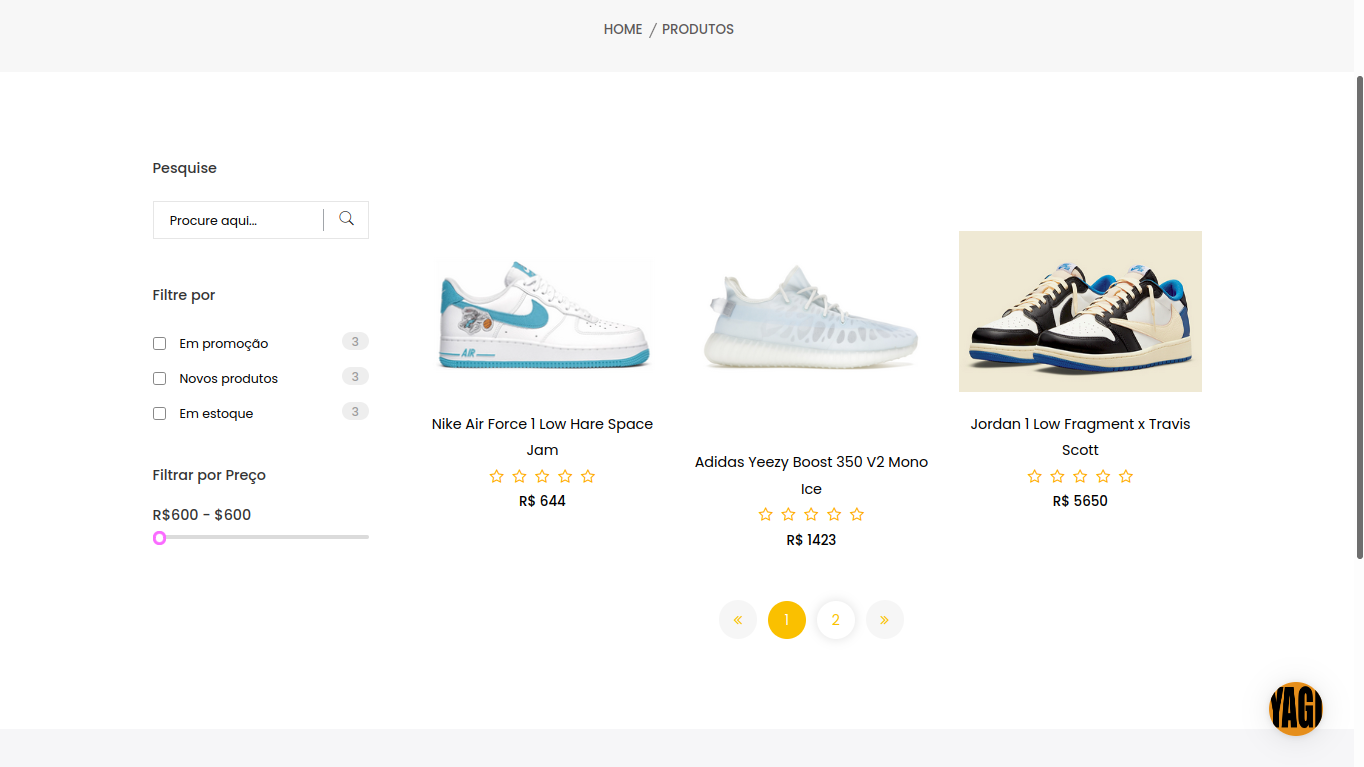 HOME / PRODUTOS
Pesquise
Procure aqui...
Filtre por
Em promoção 3
Novos produtos 3
Em estoque 3
Filtrar por Preço
R$600 - $600
AIR
Nike Air Force 1 Low Hare Space
Jam
R$ 644
Adidas Yeezy Boost 350 V2 Mono
Ice
R$ 1423
Jordan 1 Low Fragment x Travis
Scott
R$ 5650
« 1 2 »
YAGI